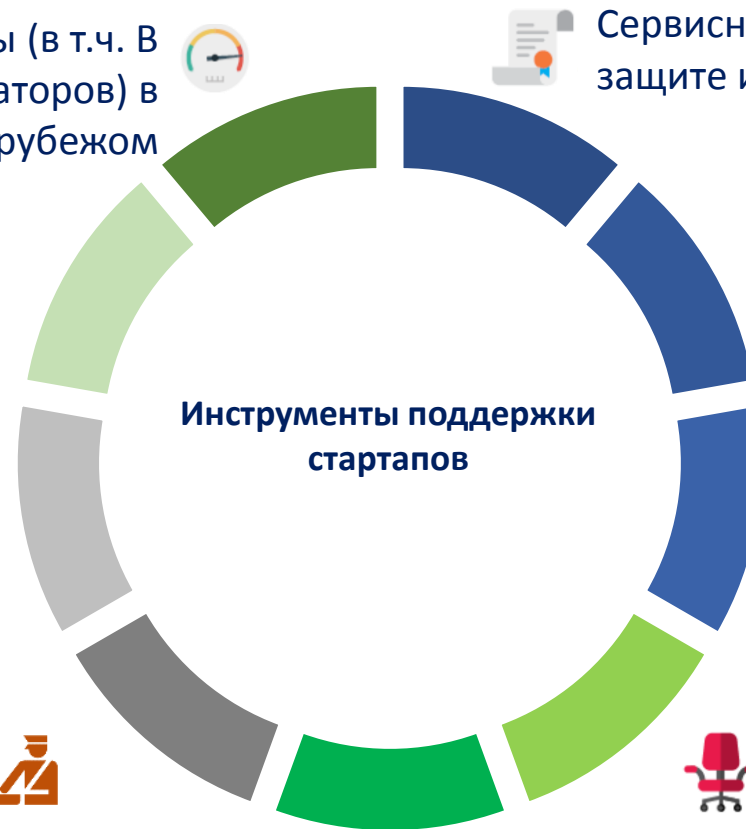 ы (в т.ч. В
аторов) в
рубежом
Сервисн
защите и
Инструменты поддержки
стартапов